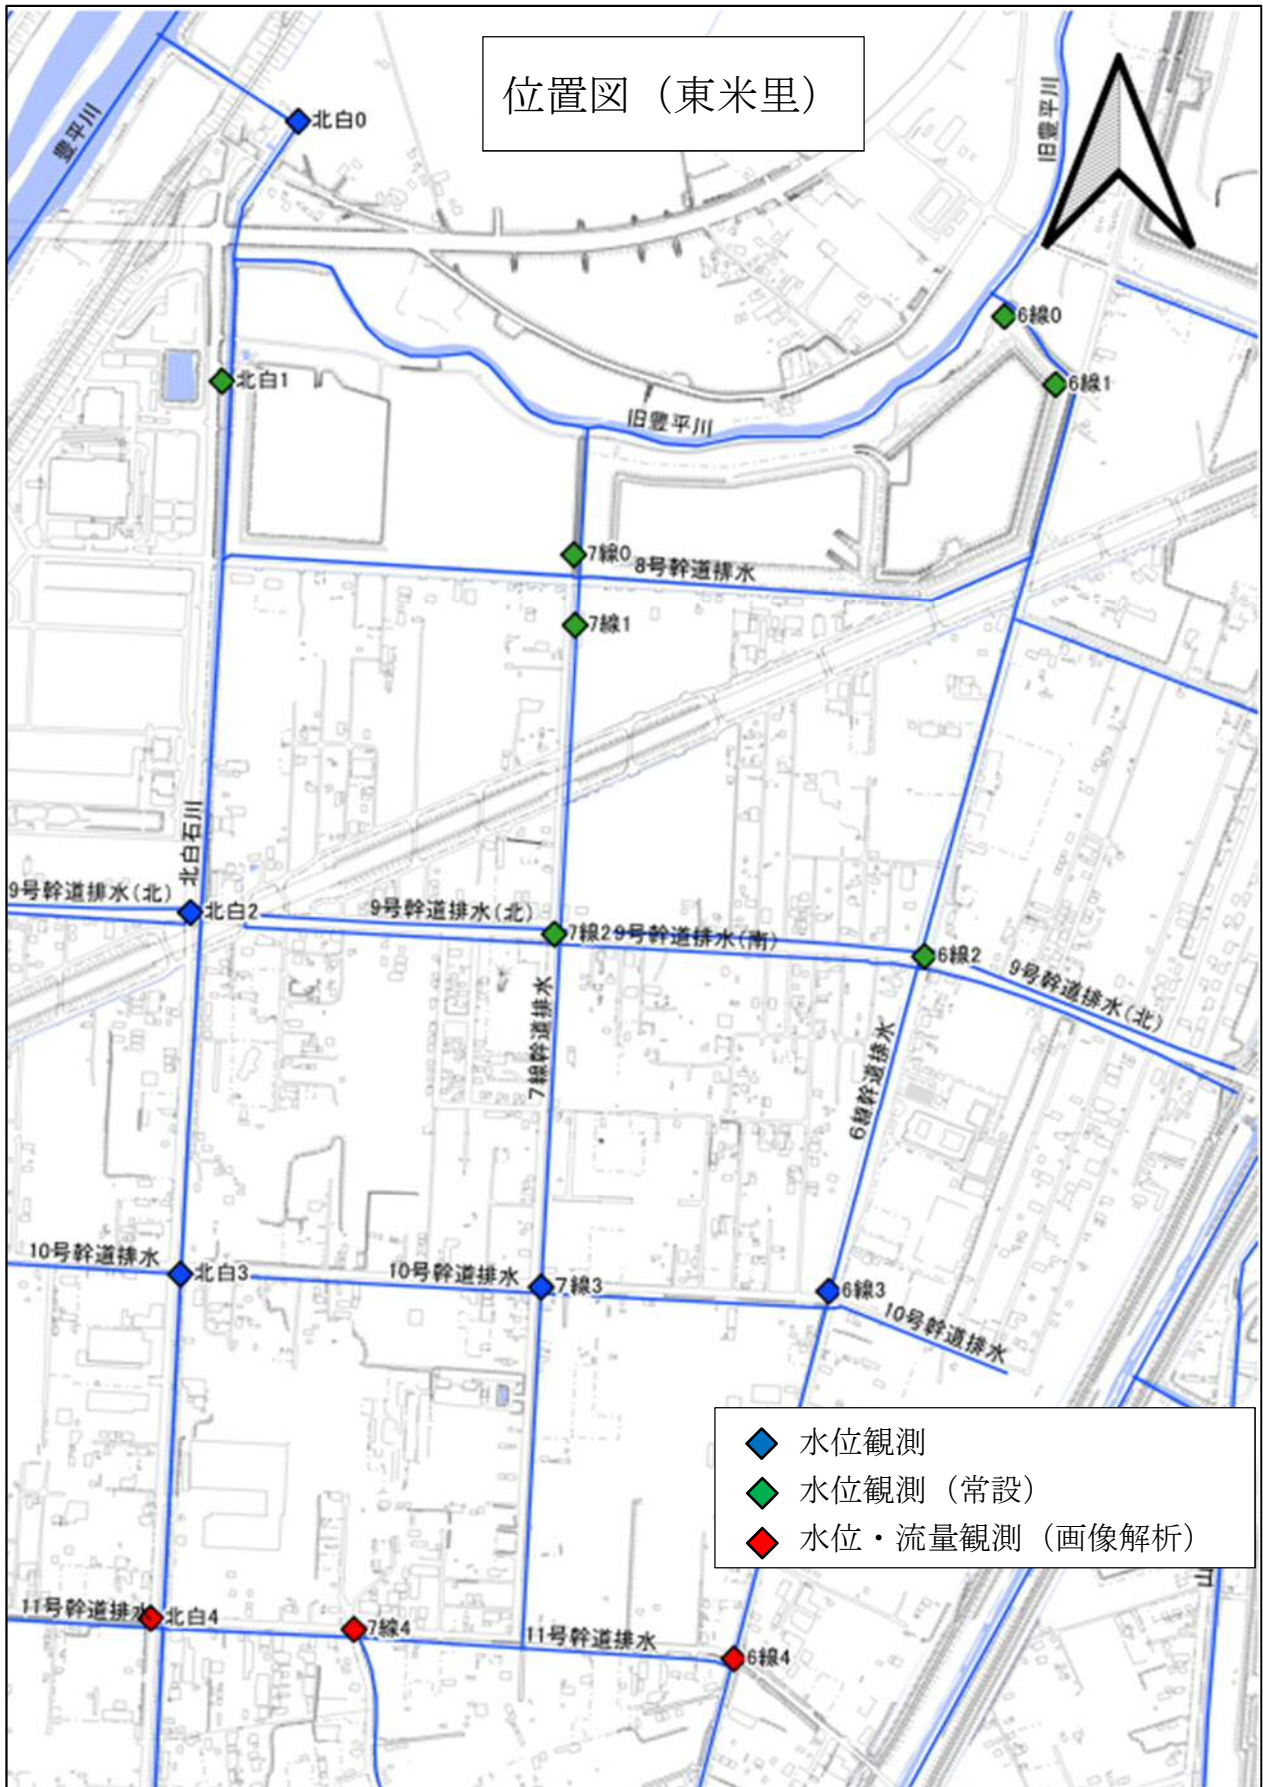 位置図（東米里）
豊平川
北白0
旧豊平川
6線0
北白1
6線1
旧豊平川
7線0
8号幹道排水
7線1
北白石川
9号幹道排水(北)
北白2
9号幹道排水(北)
7線2
9号幹道排水(南)
6線2
9号幹道排水(北)
7線幹道排水
6線幹道排水
10号幹道排水
北白3
10号幹道排水
7線3
6線3
10号幹道排水
水位観測
水位観測（常設）
水位・流量観測（画像解析）
山
11号幹道排水
北白4
7線4
11号幹道排水
6線4